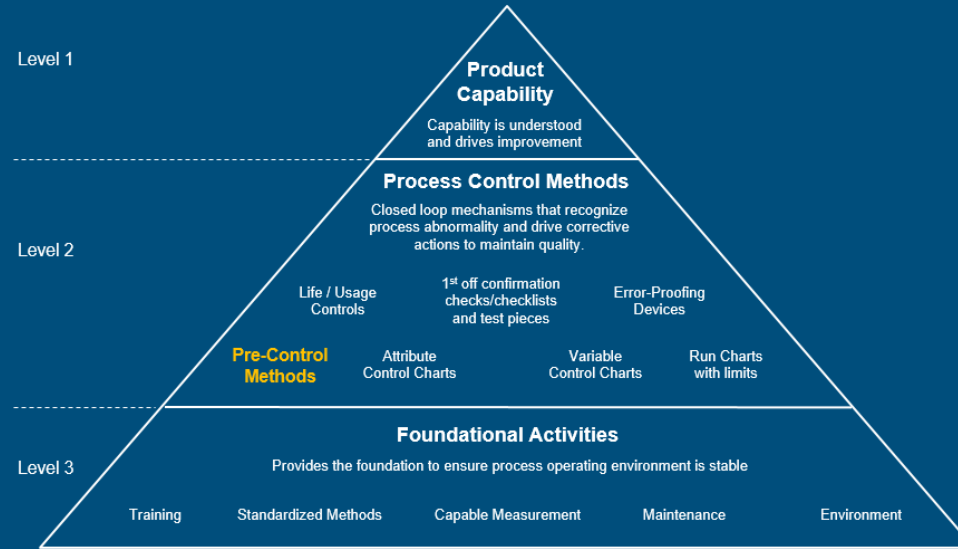 Level 1
Product
Capability
Capability is understood
and drives improvement
Process Control Methods
Closed loop mechanisms that recognize
process abnormality and drive corrective
actions to maintain quality.
Level 2
Life / Usage
Controls
1st off confirmation
checks/checklists
and test pieces
Error-Proofing
Devices
Pre-Control
Methods
Attribute
Control Charts
Variable
Control Charts
Run Charts
with limits
Foundational Activities
Level 3
Provides the foundation to ensure process operating environment is stable
Training
Standardized Methods
Capable Measurement
Maintenance
Environment